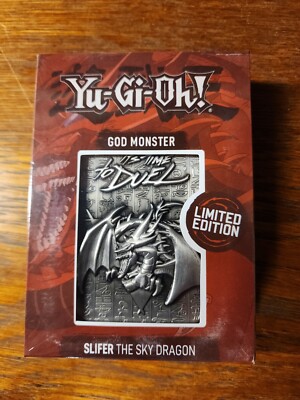 Yu-Gi-Oh!
GOD MONSTER
IT'S TIME
to DUEL
LIMITED
EDITION
SLIFER THE SKY DRAGON